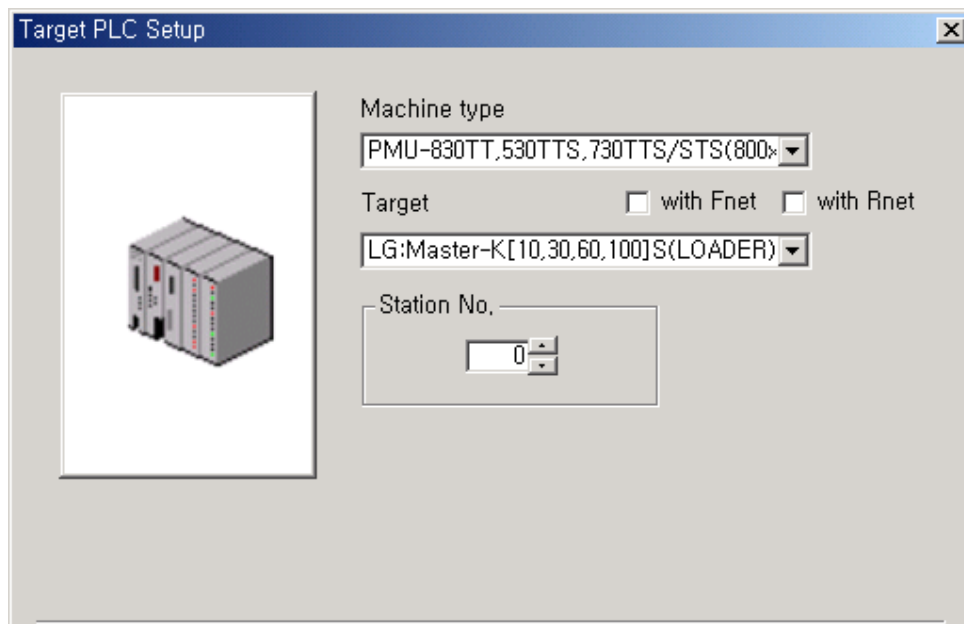 Target PLC Setup
Machine type
PMU-830TT,530TTS,730TTS/STS(800x
Target
with Fnet
with Rnet
LG:Master-K[10,30,60,100]S(LOADER)
Station No,
0